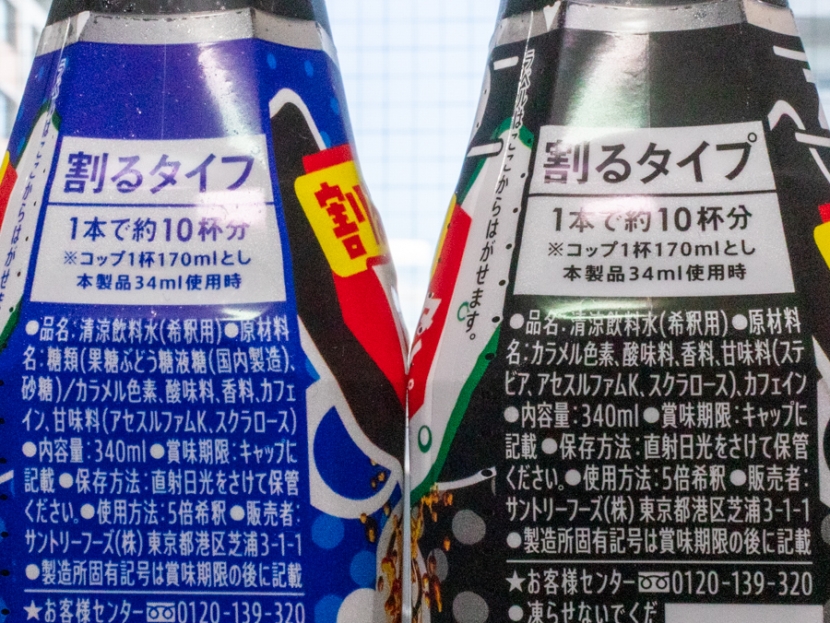 ラベルはここからはがせます。
割るタイプ
1本で約10杯分
※コップ1杯170mlとし
本製品34ml使用時
●品名:清涼飲料水(希釈用)●原材料
名:糖類(果糖ぶどう糖液糖(国内製造)、
砂糖)/カラメル色素、酸味料、香料、カフェ
イン、甘味料(アセスルファムK、スクラロース)
●内容量:340ml●賞味期限:キャップに
記載●保存方法:直射日光をさけて保管
ください。●使用方法:5倍希釈●販売者:
サントリーフーズ(株) 東京都港区芝浦3-1-1
●製造所固有記号は賞味期限の後に記載
★お客様センター 0120-139-320
割
ラベルはここからはがせます。
割るタイプ
1本で約10杯分
※コップ1杯170mlとし
本製品34ml使用時
●品名:清涼飲料水(希釈用)●原材料
名:カラメル色素、酸味料、香料、甘味料(ステ
ビア、アセスルファムK、スクラロース)、カフェイン
●内容量:340ml●賞味期限:キャップに
記載●保存方法:直射日光をさけて保管
ください。●使用方法:5倍希釈●販売者:
サントリーフーズ(株) 東京都港区芝浦3-1-1
●製造所固有記号は賞味期限の後に記載
★お客様センター 0120-139-320
●凍らせないでくだ